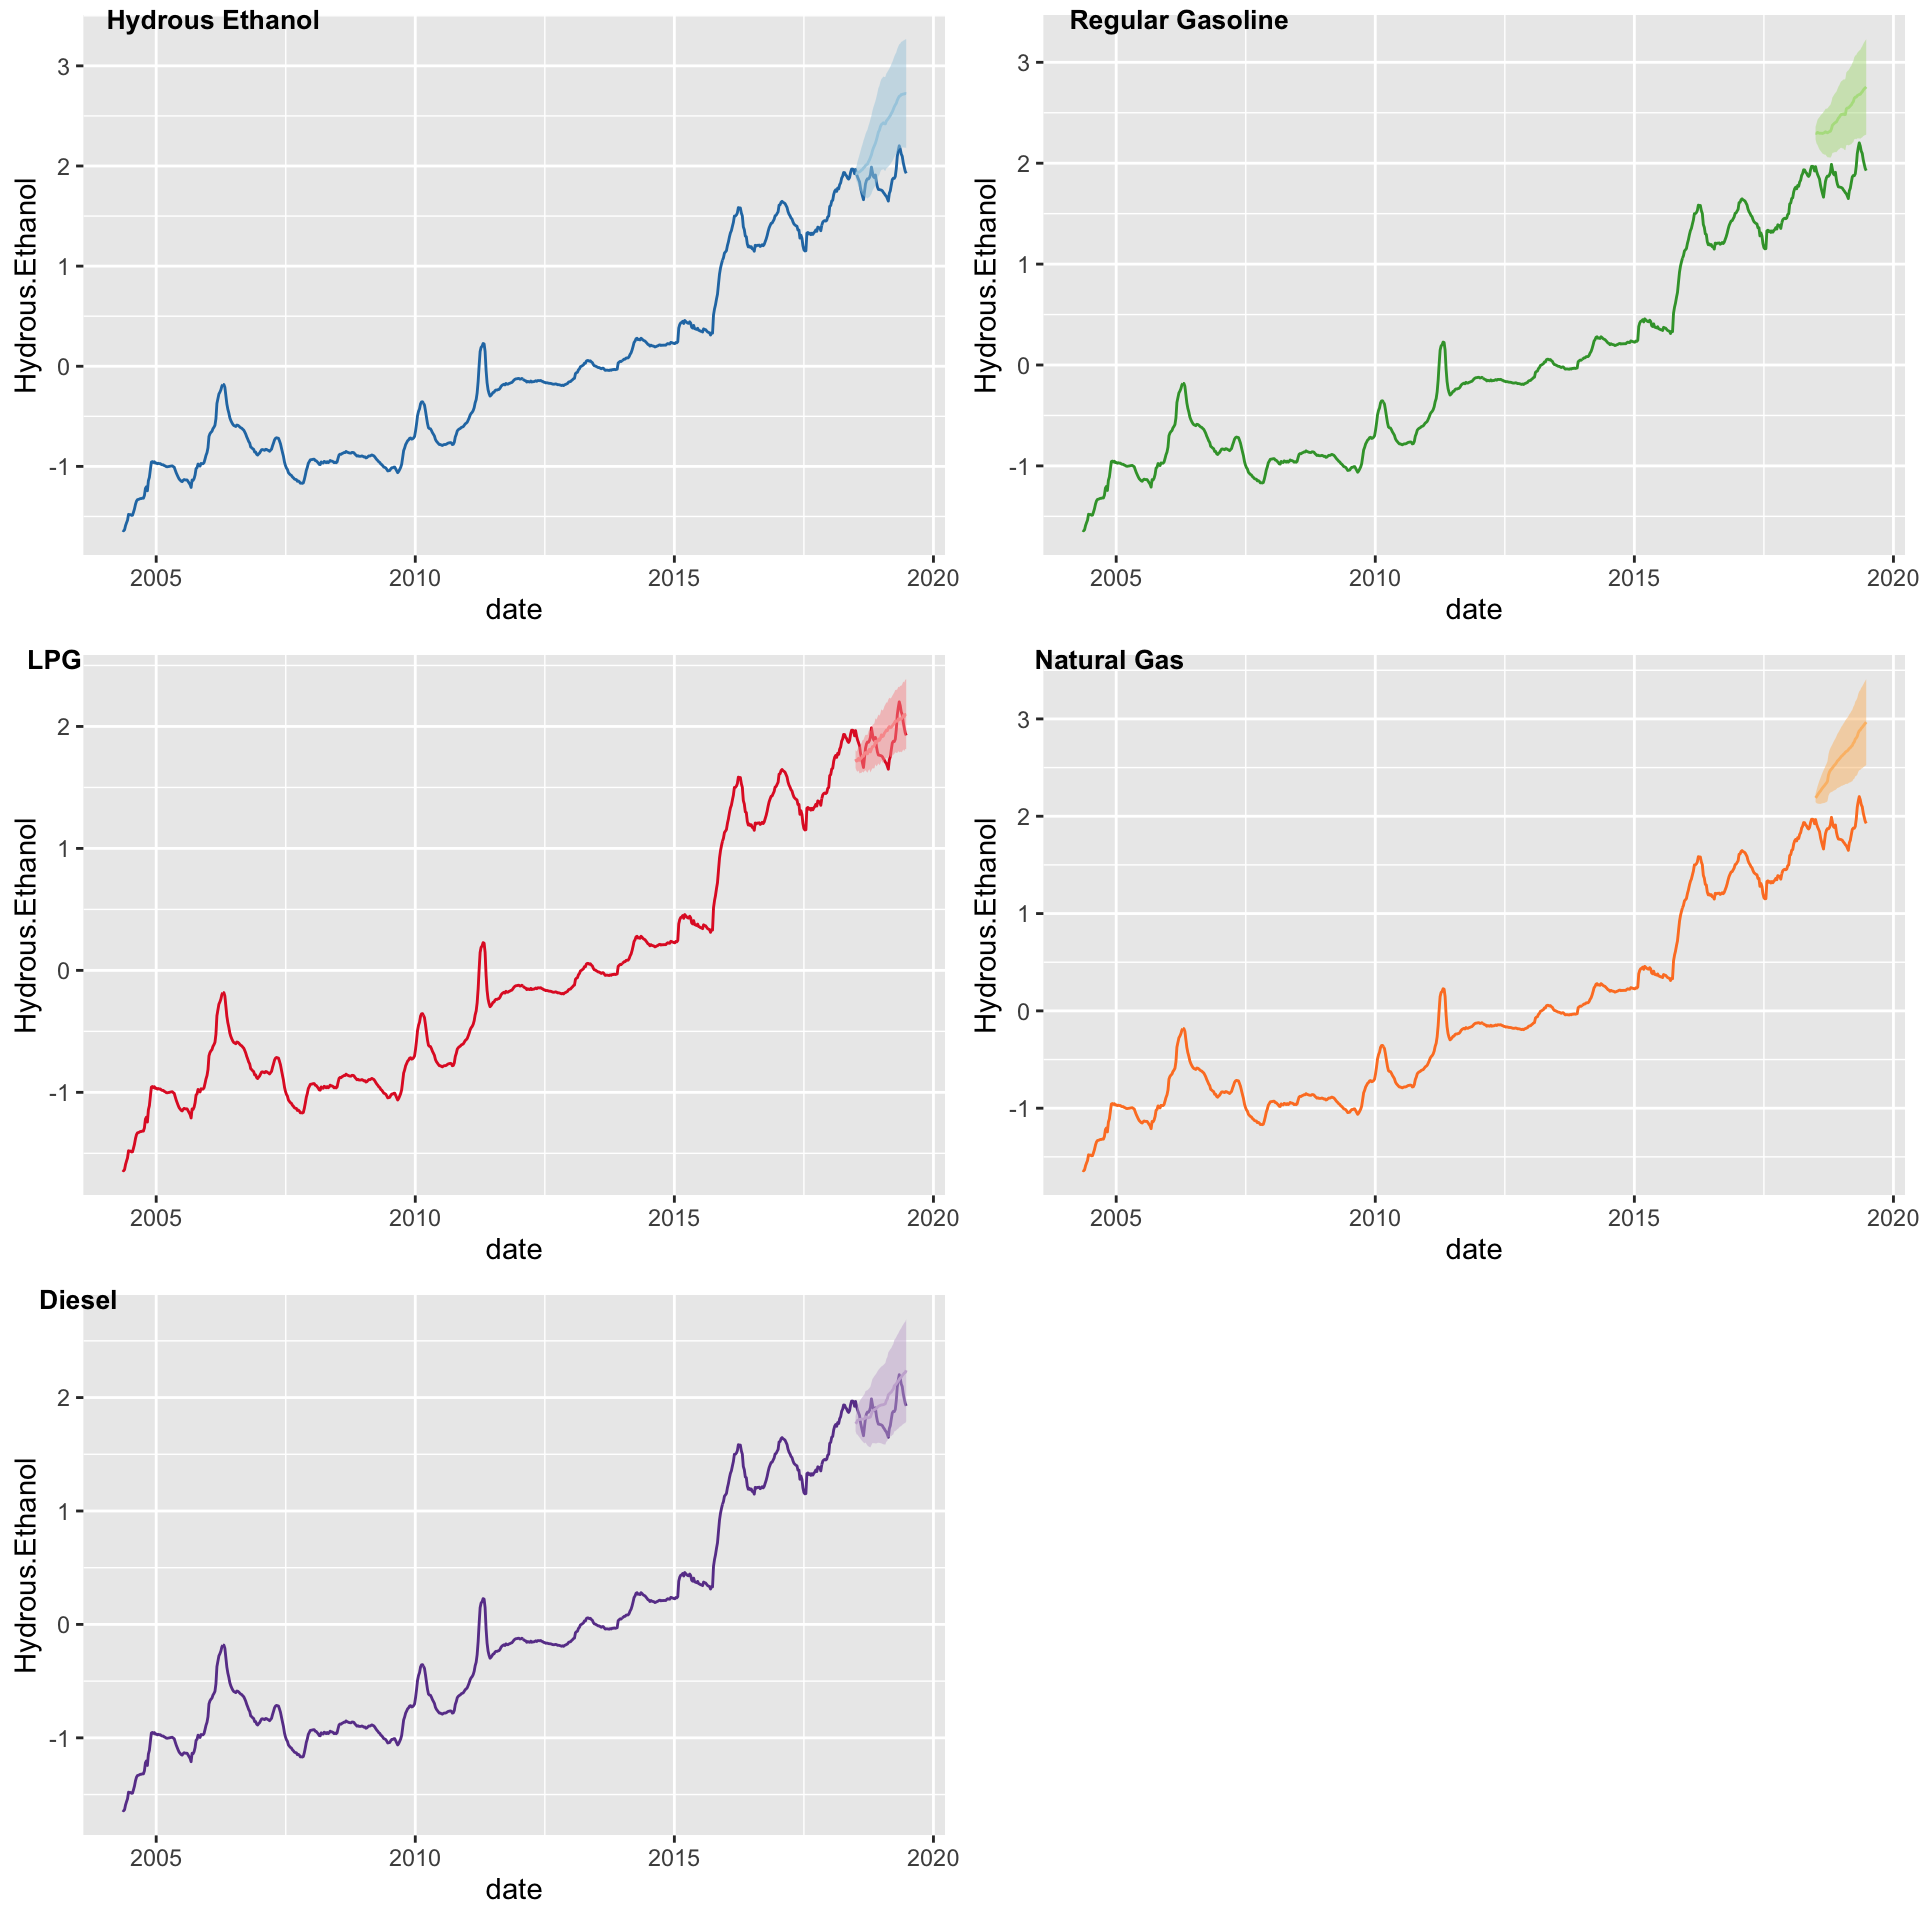 Hydrous Ethanol
Hydrous.Ethanol
3
2
1
0
-1
2005 2010 2015 2020
date
Regular Gasoline
Hydrous.Ethanol
3
2
1
0
-1
2005 2010 2015 2020
date
LPG
Hydrous.Ethanol
2
1
0
-1
2005 2010 2015 2020
date
Natural Gas
Hydrous.Ethanol
3
2
1
0
-1
2005 2010 2015 2020
date
Diesel
Hydrous.Ethanol
2
1
0
-1
2005 2010 2015 2020
date